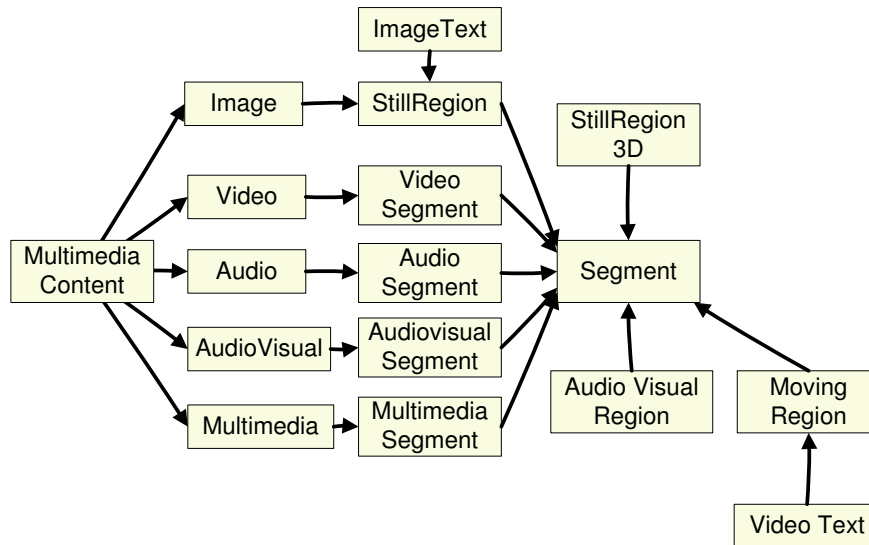 ImageText
Image
StillRegion
StillRegion
3D
Video
Video
Segment
Multimedia
Content
Audio
Audio
Segment
Segment
AudioVisual
Audiovisual
Segment
Multimedia
Multimedia
Segment
Audio Visual
Region
Moving
Region
Video Text